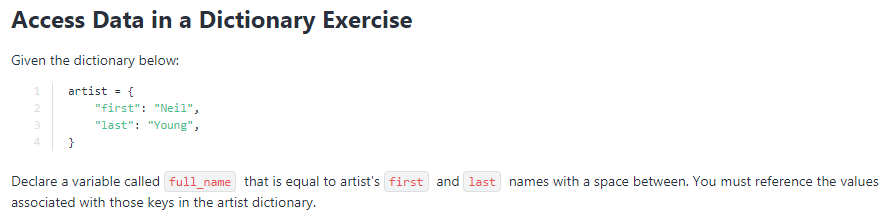 Access Data in a Dictionary Exercise
Given the dictionary below:
1 artist = {
2 "first": "Neil",
3 "last": "Young",
4 }
Declare a variable called full_name that is equal to artist's first and last names with a space between. You must reference the values
associated with those keys in the artist dictionary.